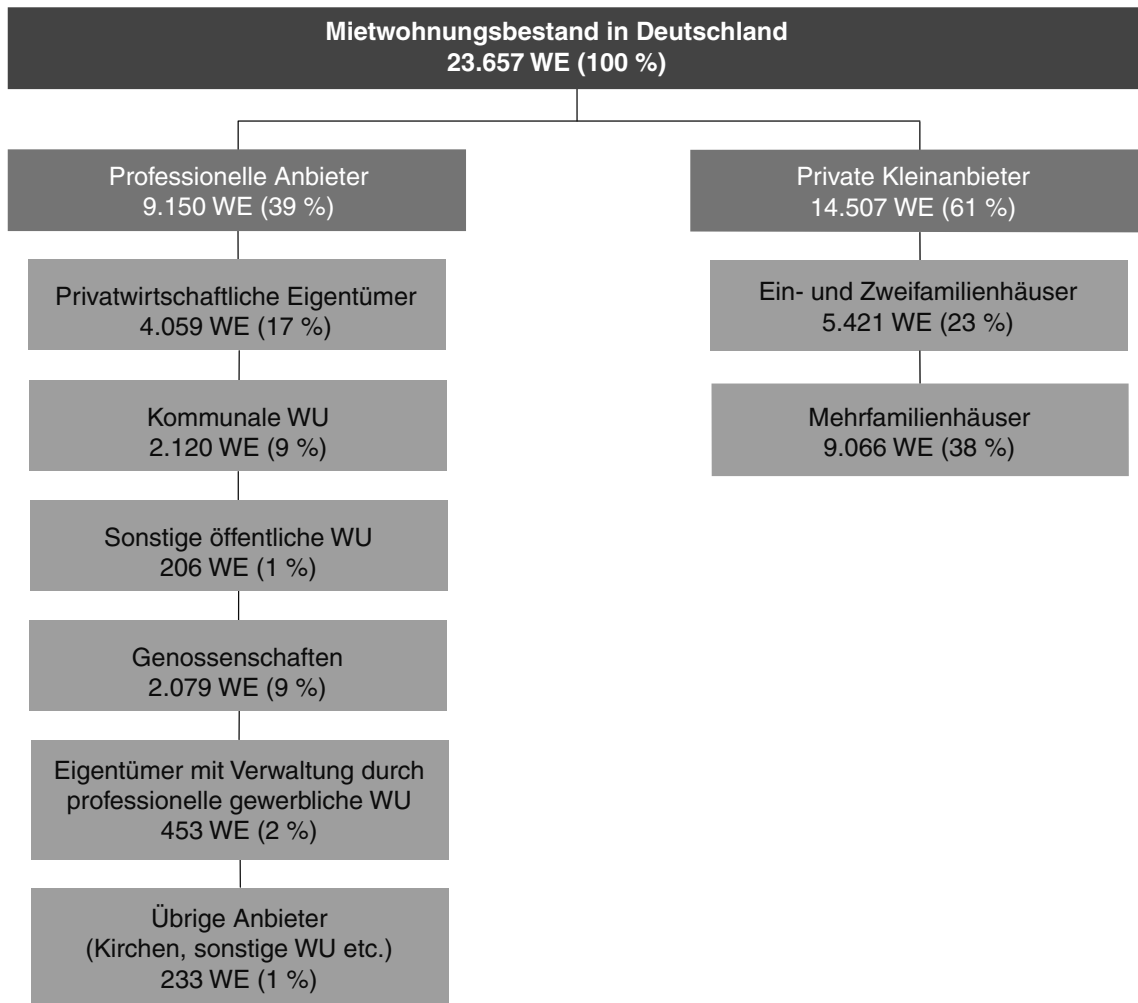 Mietwohnungsbestand in Deutschland
23.657 WE (100 %)
Professionelle Anbieter
9.150 WE (39 %)
Privatwirtschaftliche Eigentümer
4.059 WE (17 %)
Kommunale WU
2.120 WE (9 %)
Sonstige öffentliche WU
206 WE (1 %)
Genossenschaften
2.079 WE (9 %)
Eigentümer mit Verwaltung durch
professionelle gewerbliche WU
453 WE (2 %)
Übrige Anbieter
(Kirchen, sonstige WU etc.)
233 WE (1 %)
Private Kleinanbieter
14.507 WE (61 %)
Ein- und Zweifamilienhäuser
5.421 WE (23 %)
Mehrfamilienhäuser
9.066 WE (38 %)